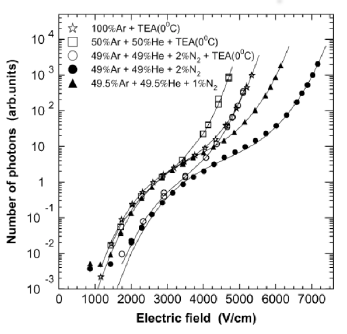 100%Ar + TEA(0°C)
50%Ar + 50%He + TEA(0°C)
49%Ar + 49%He + 2%N₂ + TEA(0°C)
49%Ar + 49%He + 2%N₂
49.5%Ar + 49.5%He + 1%N₂
Number of photons (arb.units)
10⁴
10³
10²
10
1
10⁻¹
10⁻²
10⁻³
0 1000 2000 3000 4000 5000 6000 7000
Electric field (V/cm)